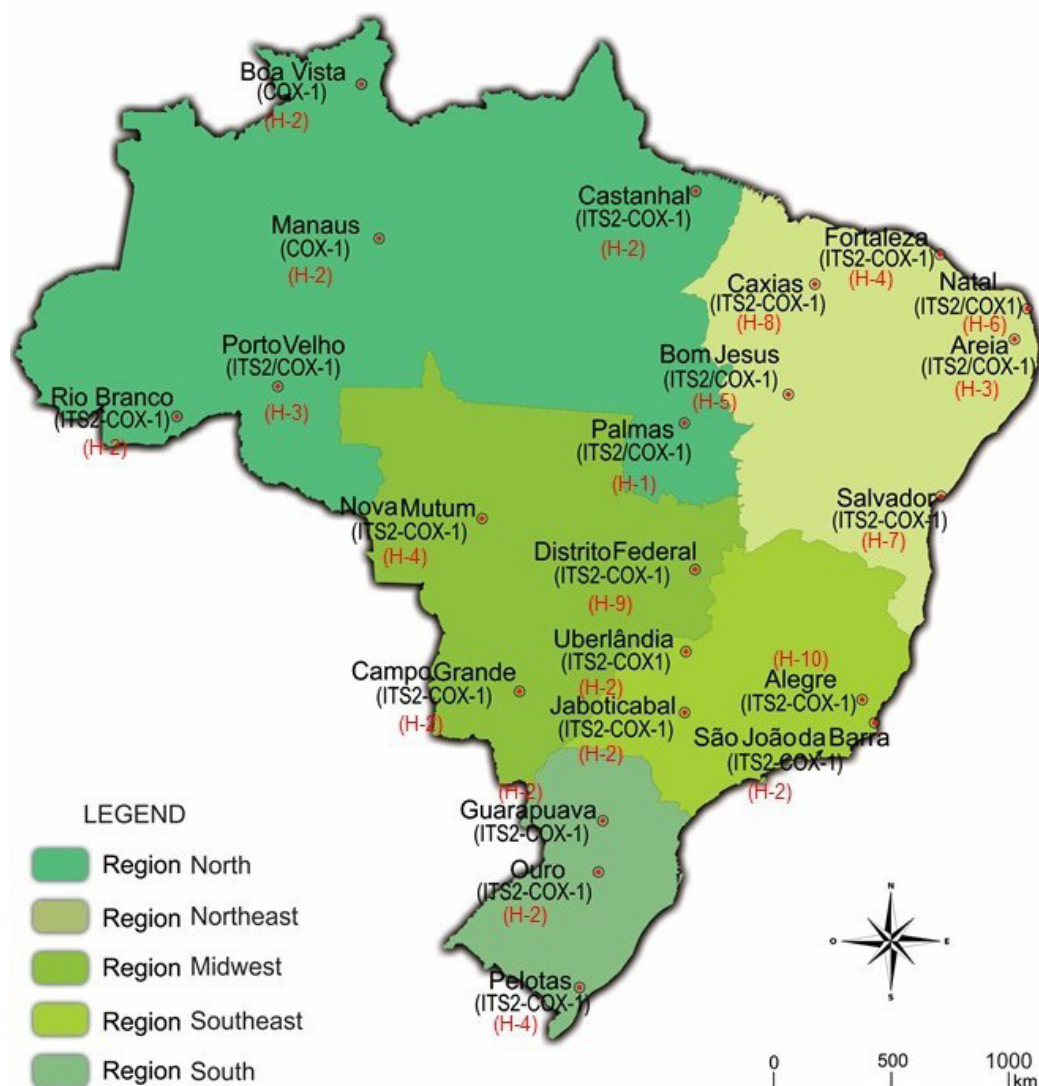 Boa Vista
(COX-1)
(H-2)
Castanhal
(ITS2-COX-1)
(H-2)
Manaus
(COX-1)
(H-2)
Fortaleza
(ITS2-COX-1)
(H-4)
Caxias
(ITS2-COX-1)
(H-8)
Natal
(ITS2/COX1)
(H-6)
Areia
(ITS2/COX-1)
(H-3)
Porto Velho
(ITS2/COX-1)
(H-3)
Bom Jesus
(ITS2/COX-1)
(H-5)
Rio Branco
(ITS2-COX-1)
(H-2)
Palmas
(ITS2/COX-1)
(H-1)
Nova Mutum
(ITS2-COX-1)
(H-4)
Salvador
(ITS2-COX-1)
(H-7)
Distrito Federal
(ITS2-COX-1)
(H-9)
Uberlândia
(ITS2-COX1)
(H-2)
Campo Grande
(ITS2-COX-1)
(H-2)
(H-10)
Alegre
(ITS2-COX-1)
Jaboticabal
(ITS2-COX-1)
(H-2)
São João da Barra
(ITS2-COX-1)
(H-2)
(H-2)
Guarapuava
(ITS2-COX-1)
Ouro
(ITS2-COX-1)
(H-2)
Pelotas
(ITS2-COX-1)
(H-4)
LEGEND
Region North
Region Northeast
Region Midwest
Region Southeast
Region South
N
O E
S
0 500 1000
km